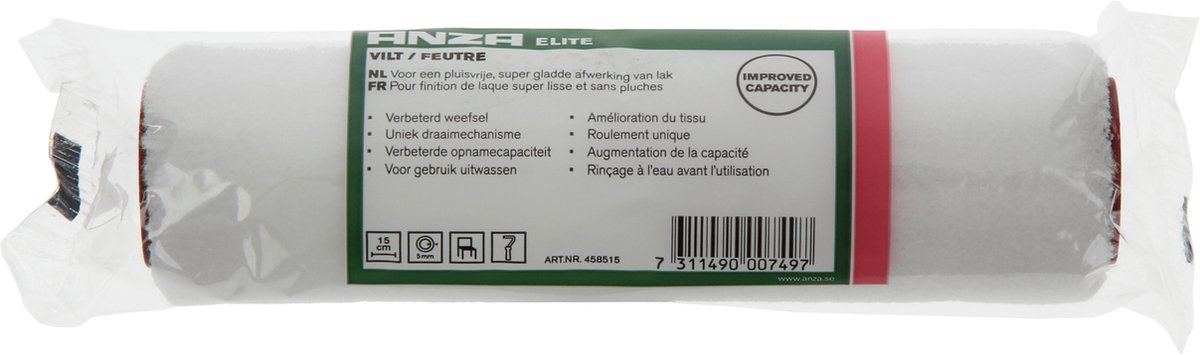 ANZA ELITE
VILT / FEUTRE
NL Voor een pluisvrije, super gladde afwerking van lak
FR Pour finition de laque super lisse et sans pluches
IMPROVED
CAPACITY
• Verbeterd weefsel
• Uniek draaimechanisme
• Verbeterde opnamecapaciteit
• Voor gebruik uitwassen
• Amélioration du tissu
• Roulement unique
• Augmentation de la capacité
• Rinçage à l'eau avant l'utilisation
15
cm
5mm
ART.NR. 458515
7 311490 007497
www.anza.se